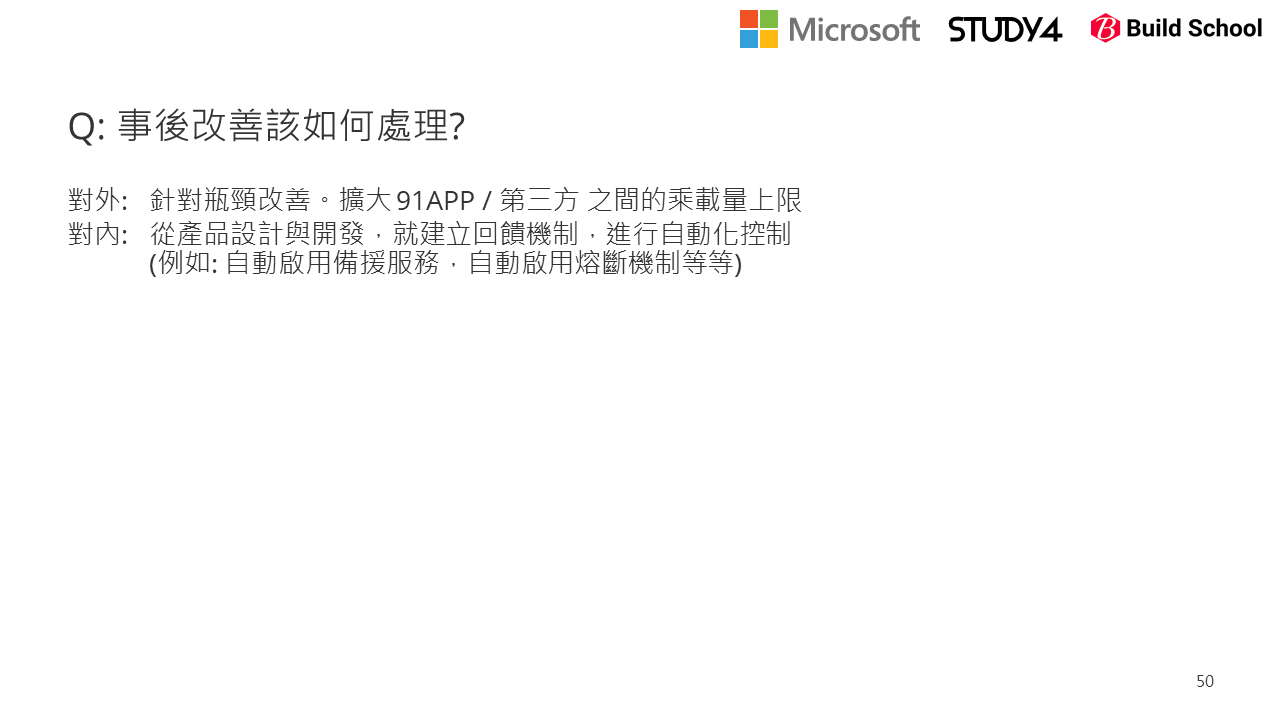 Microsoft STUDY4 Build School
Q: 事後改善該如何處理?
對外: 針對瓶頸改善。擴大 91APP / 第三方 之間的乘載量上限
對內: 從產品設計與開發，就建立回饋機制，進行自動化控制
(例如: 自動啟用備援服務，自動啟用熔斷機制等等)
50